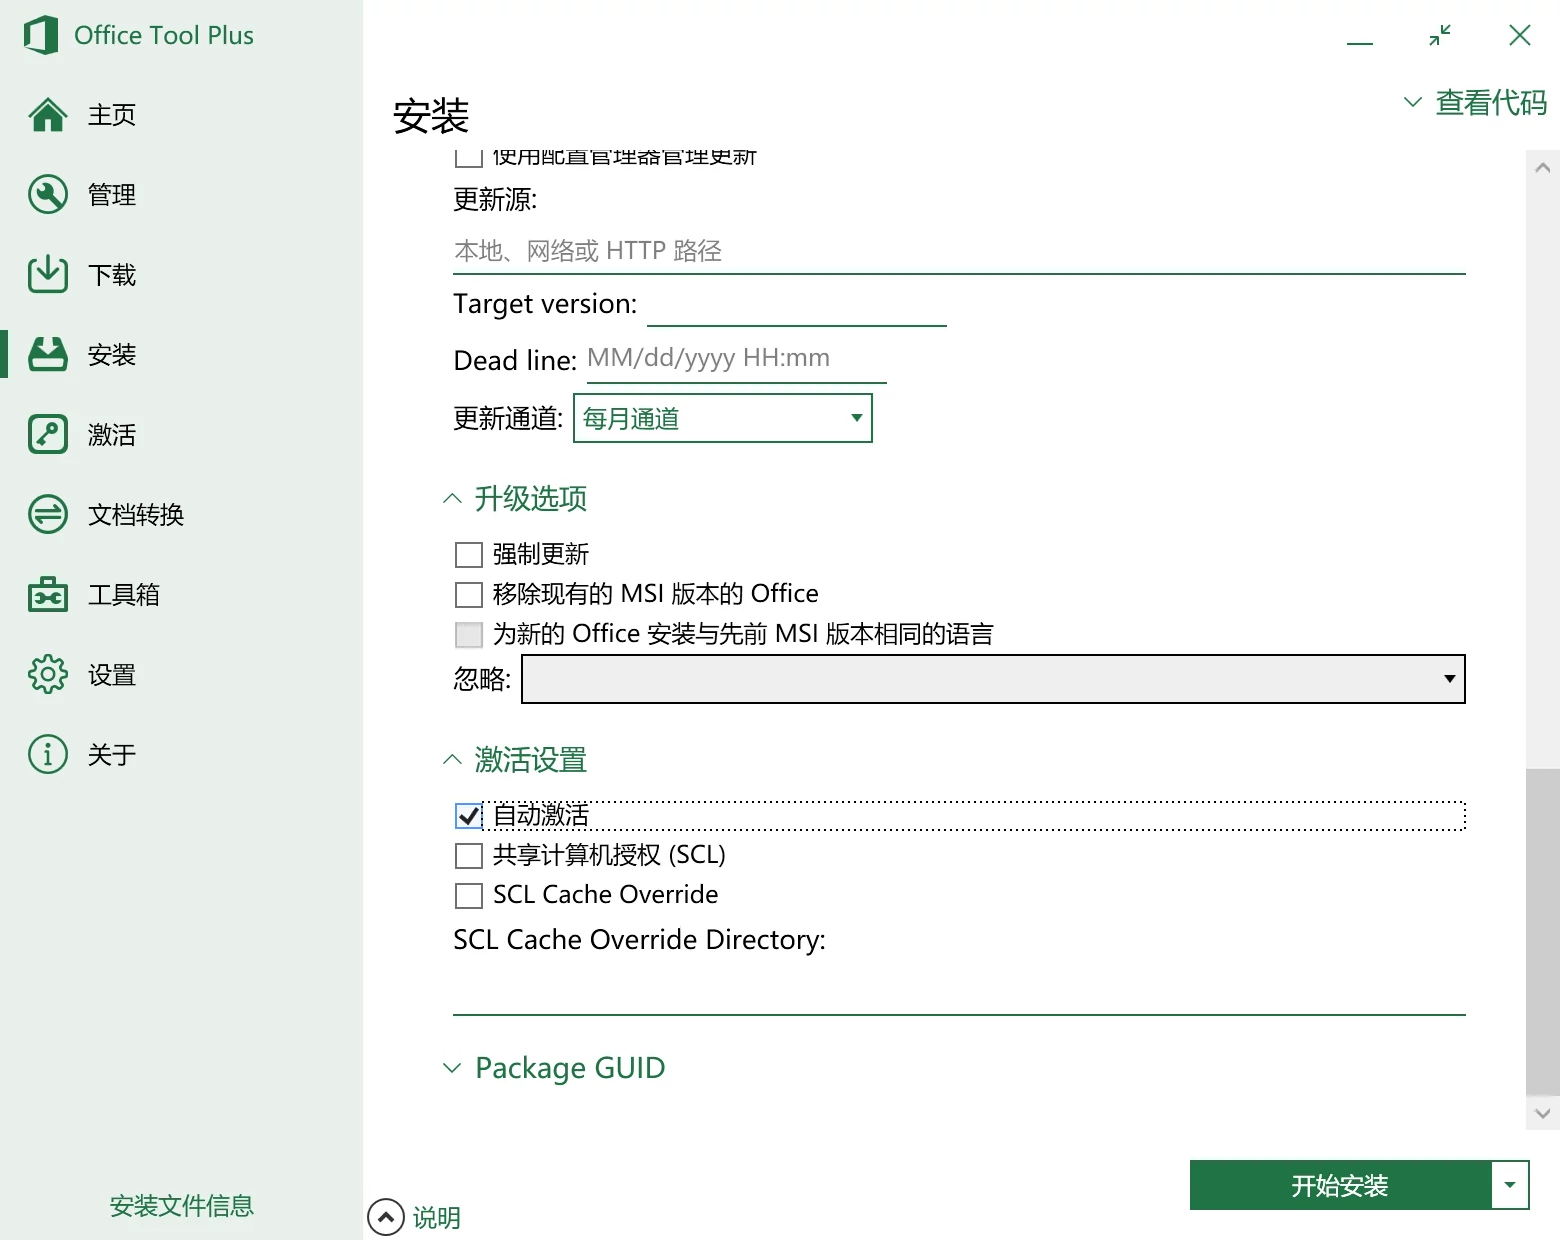 Office Tool Plus
主页
管理
下载
安装
激活
文档转换
工具箱
设置
关于
安装文件信息
安装
查看代码
使用配置管理器管理更新
更新源:
本地、网络或 HTTP 路径
Target version:
Dead line: MM/dd/yyyy HH:mm
更新通道: 每月通道
升级选项
强制更新
移除现有的 MSI 版本的 Office
为新的 Office 安装与先前 MSI 版本相同的语言
忽略:
激活设置
自动激活
共享计算机授权 (SCL)
SCL Cache Override
SCL Cache Override Directory:
Package GUID
开始安装
说明